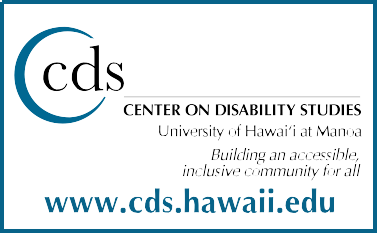 cds
CENTER ON DISABILITY STUDIES
University of Hawai‘i at Manoa
Building an accessible,
inclusive community for all
www.cds.hawaii.edu